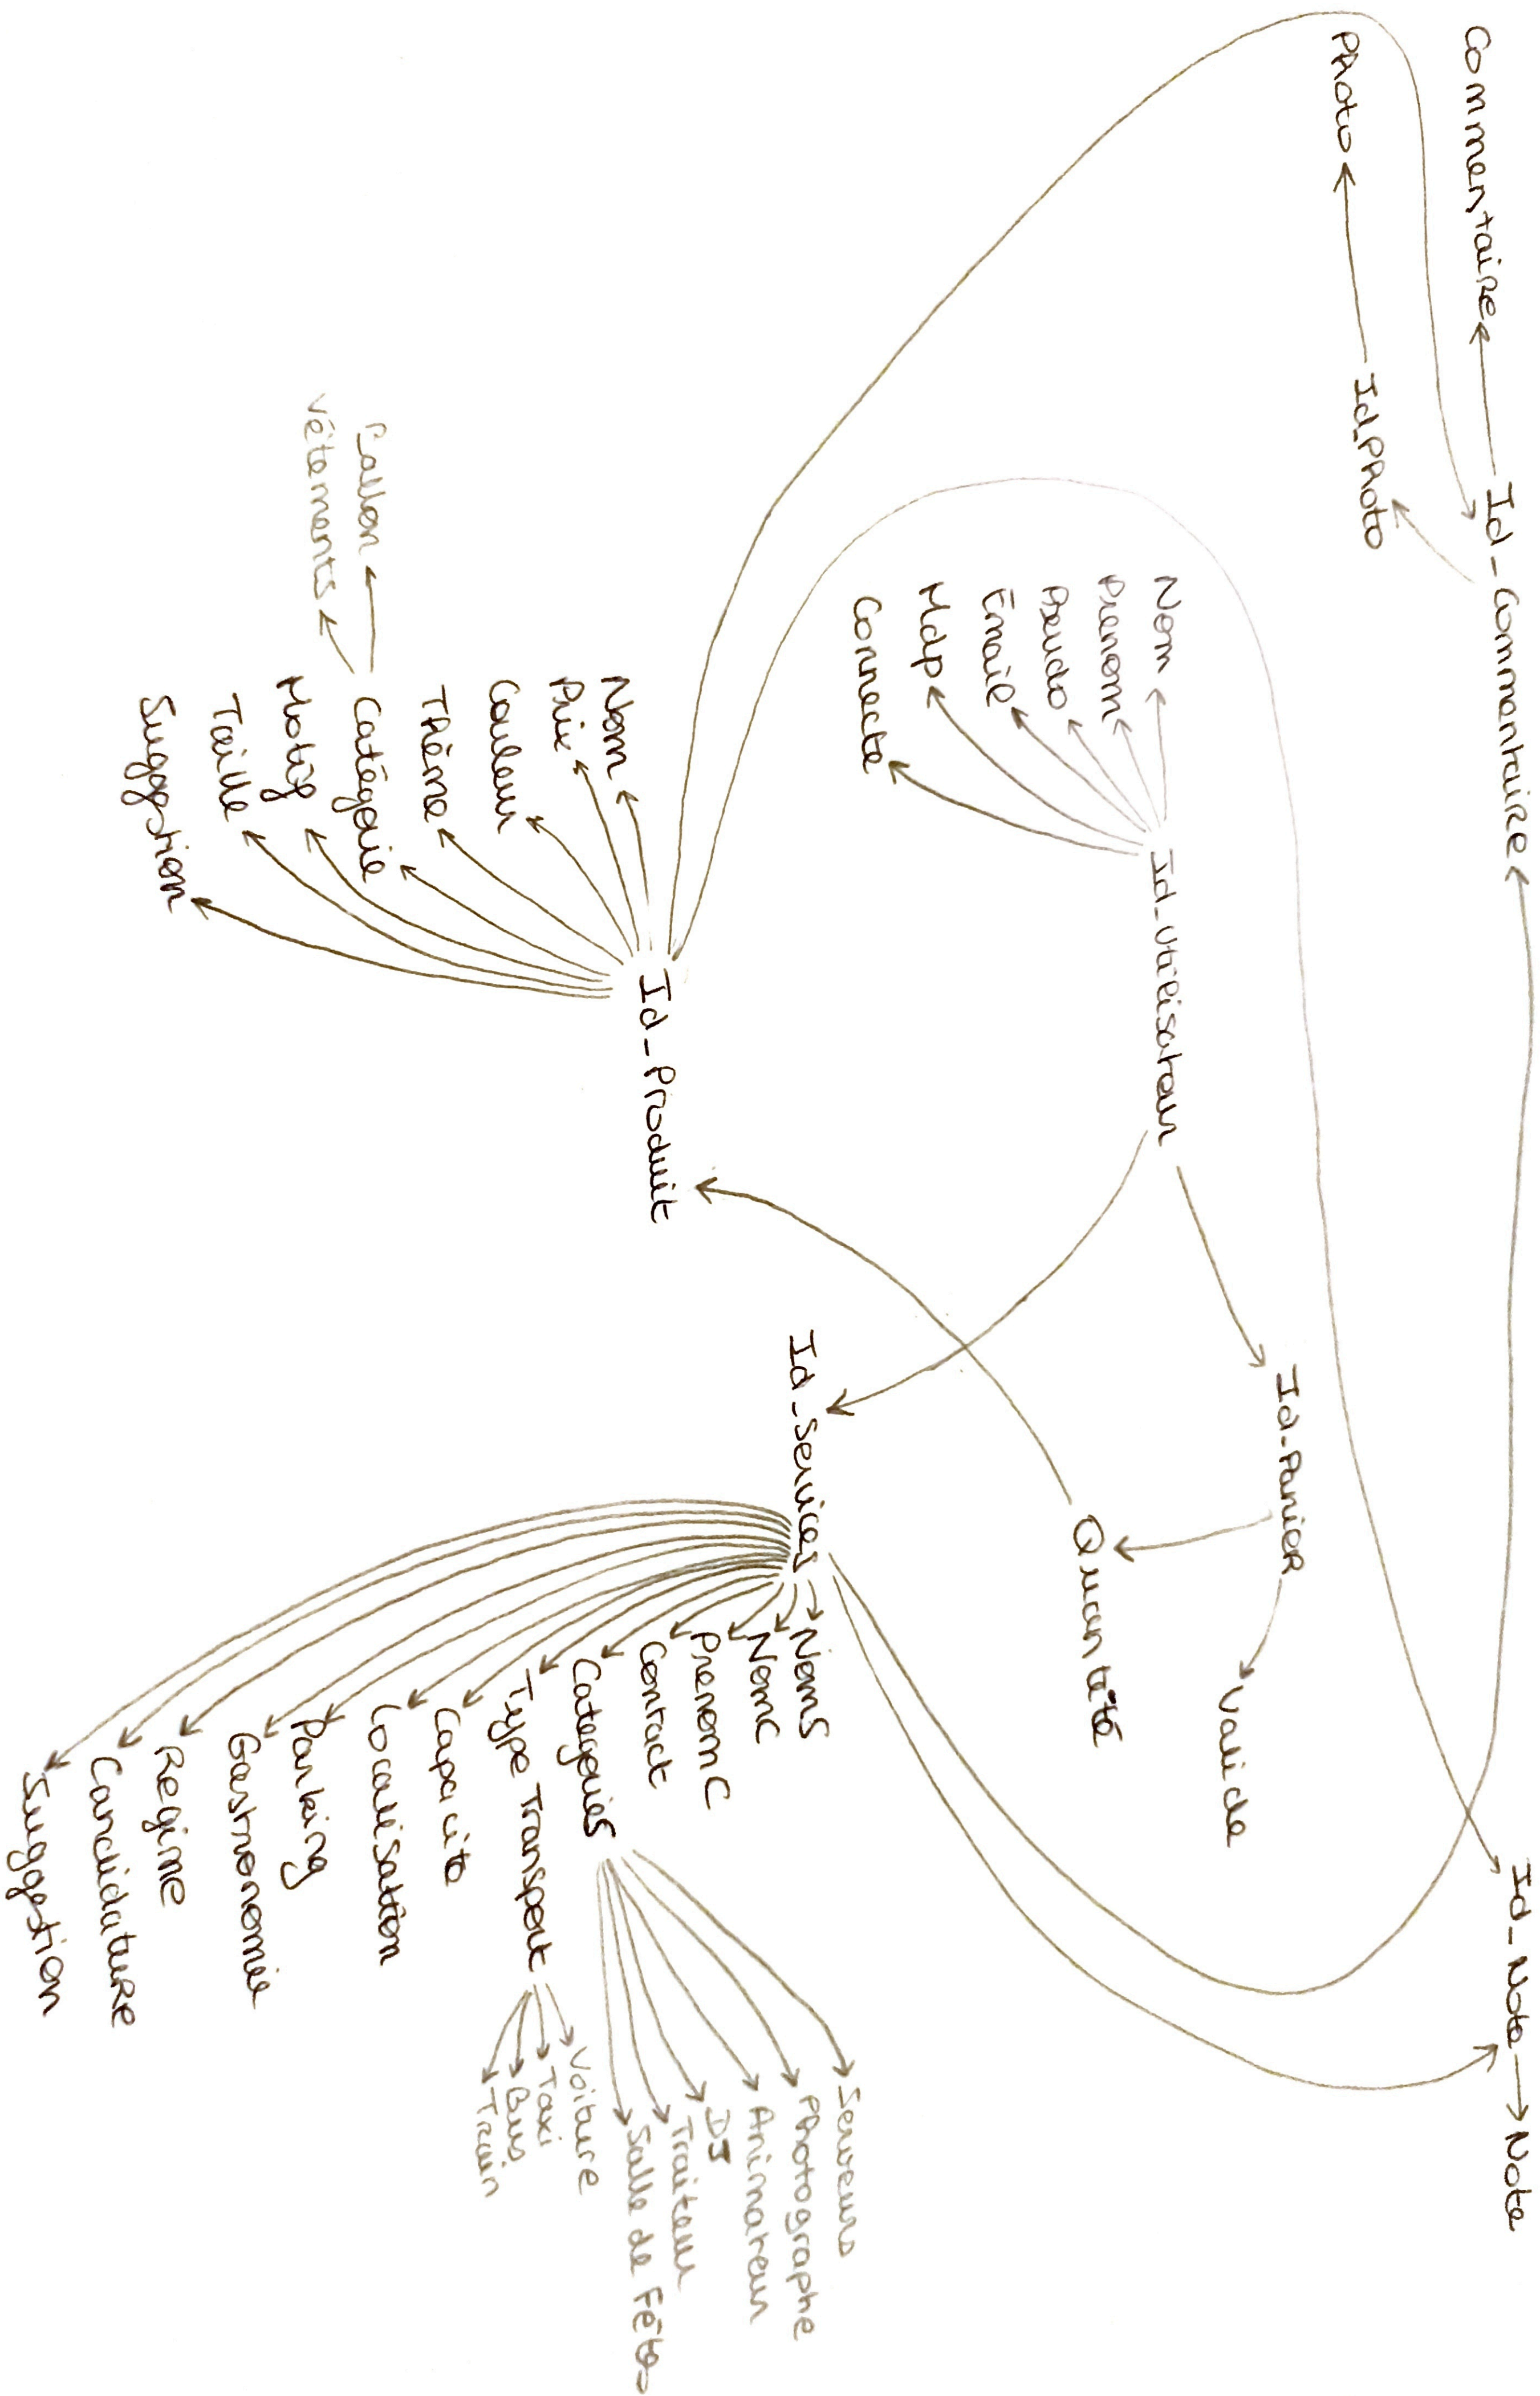 Commentaire
Id_Commentaire
Id_Note
Note
Photo
Id_Photo
Id_Panier
Valide
Nom
Prenom
Pseudo
Email
Mdp
Connecte
Id_Utilisateur
Quantité
Id_Services
NomS
NomC
PrenomC
Contact
Categories
Type Transport
Capacite
Localisation
Parking
Gastronomie
Regime
Candidature
Suggestion
Serveurs
Photographe
Animateur
DJ
Traiteur
Salle de Fête
Voiture
Taxi
Bus
Train
Id_Produit
Nom
Prix
Couleur
Thème
Catégorie
Motif
Taille
Suggestion
Ballon
Vêtements